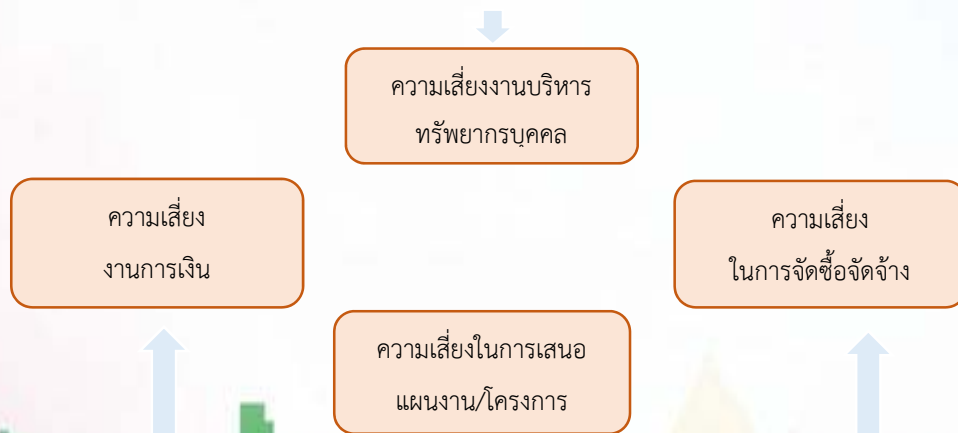 ความเสี่ยงงานบริหาร
ทรัพยากรบุคคล
ความเสี่ยง
งานการเงิน
ความเสี่ยง
ในการจัดซื้อจัดจ้าง
ความเสี่ยงในการเสนอ
แผนงาน/โครงการ